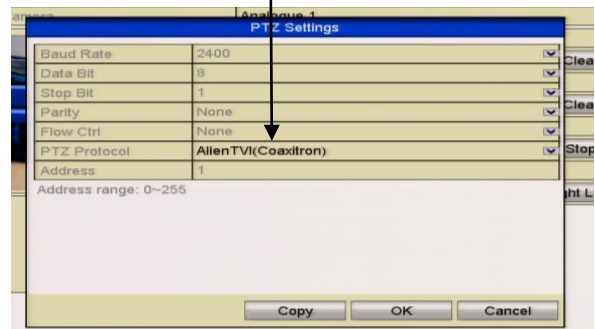 Analogue 1
PTZ Settings
Baud Rate 2400
Data Bit 8
Stop Bit 1
Parity None
Flow Ctrl None
PTZ Protocol AlienTVI(Coaxitron)
Address 1
Address range: 0~255
Clea
Clea
Stop
ght L
Copy OK Cancel